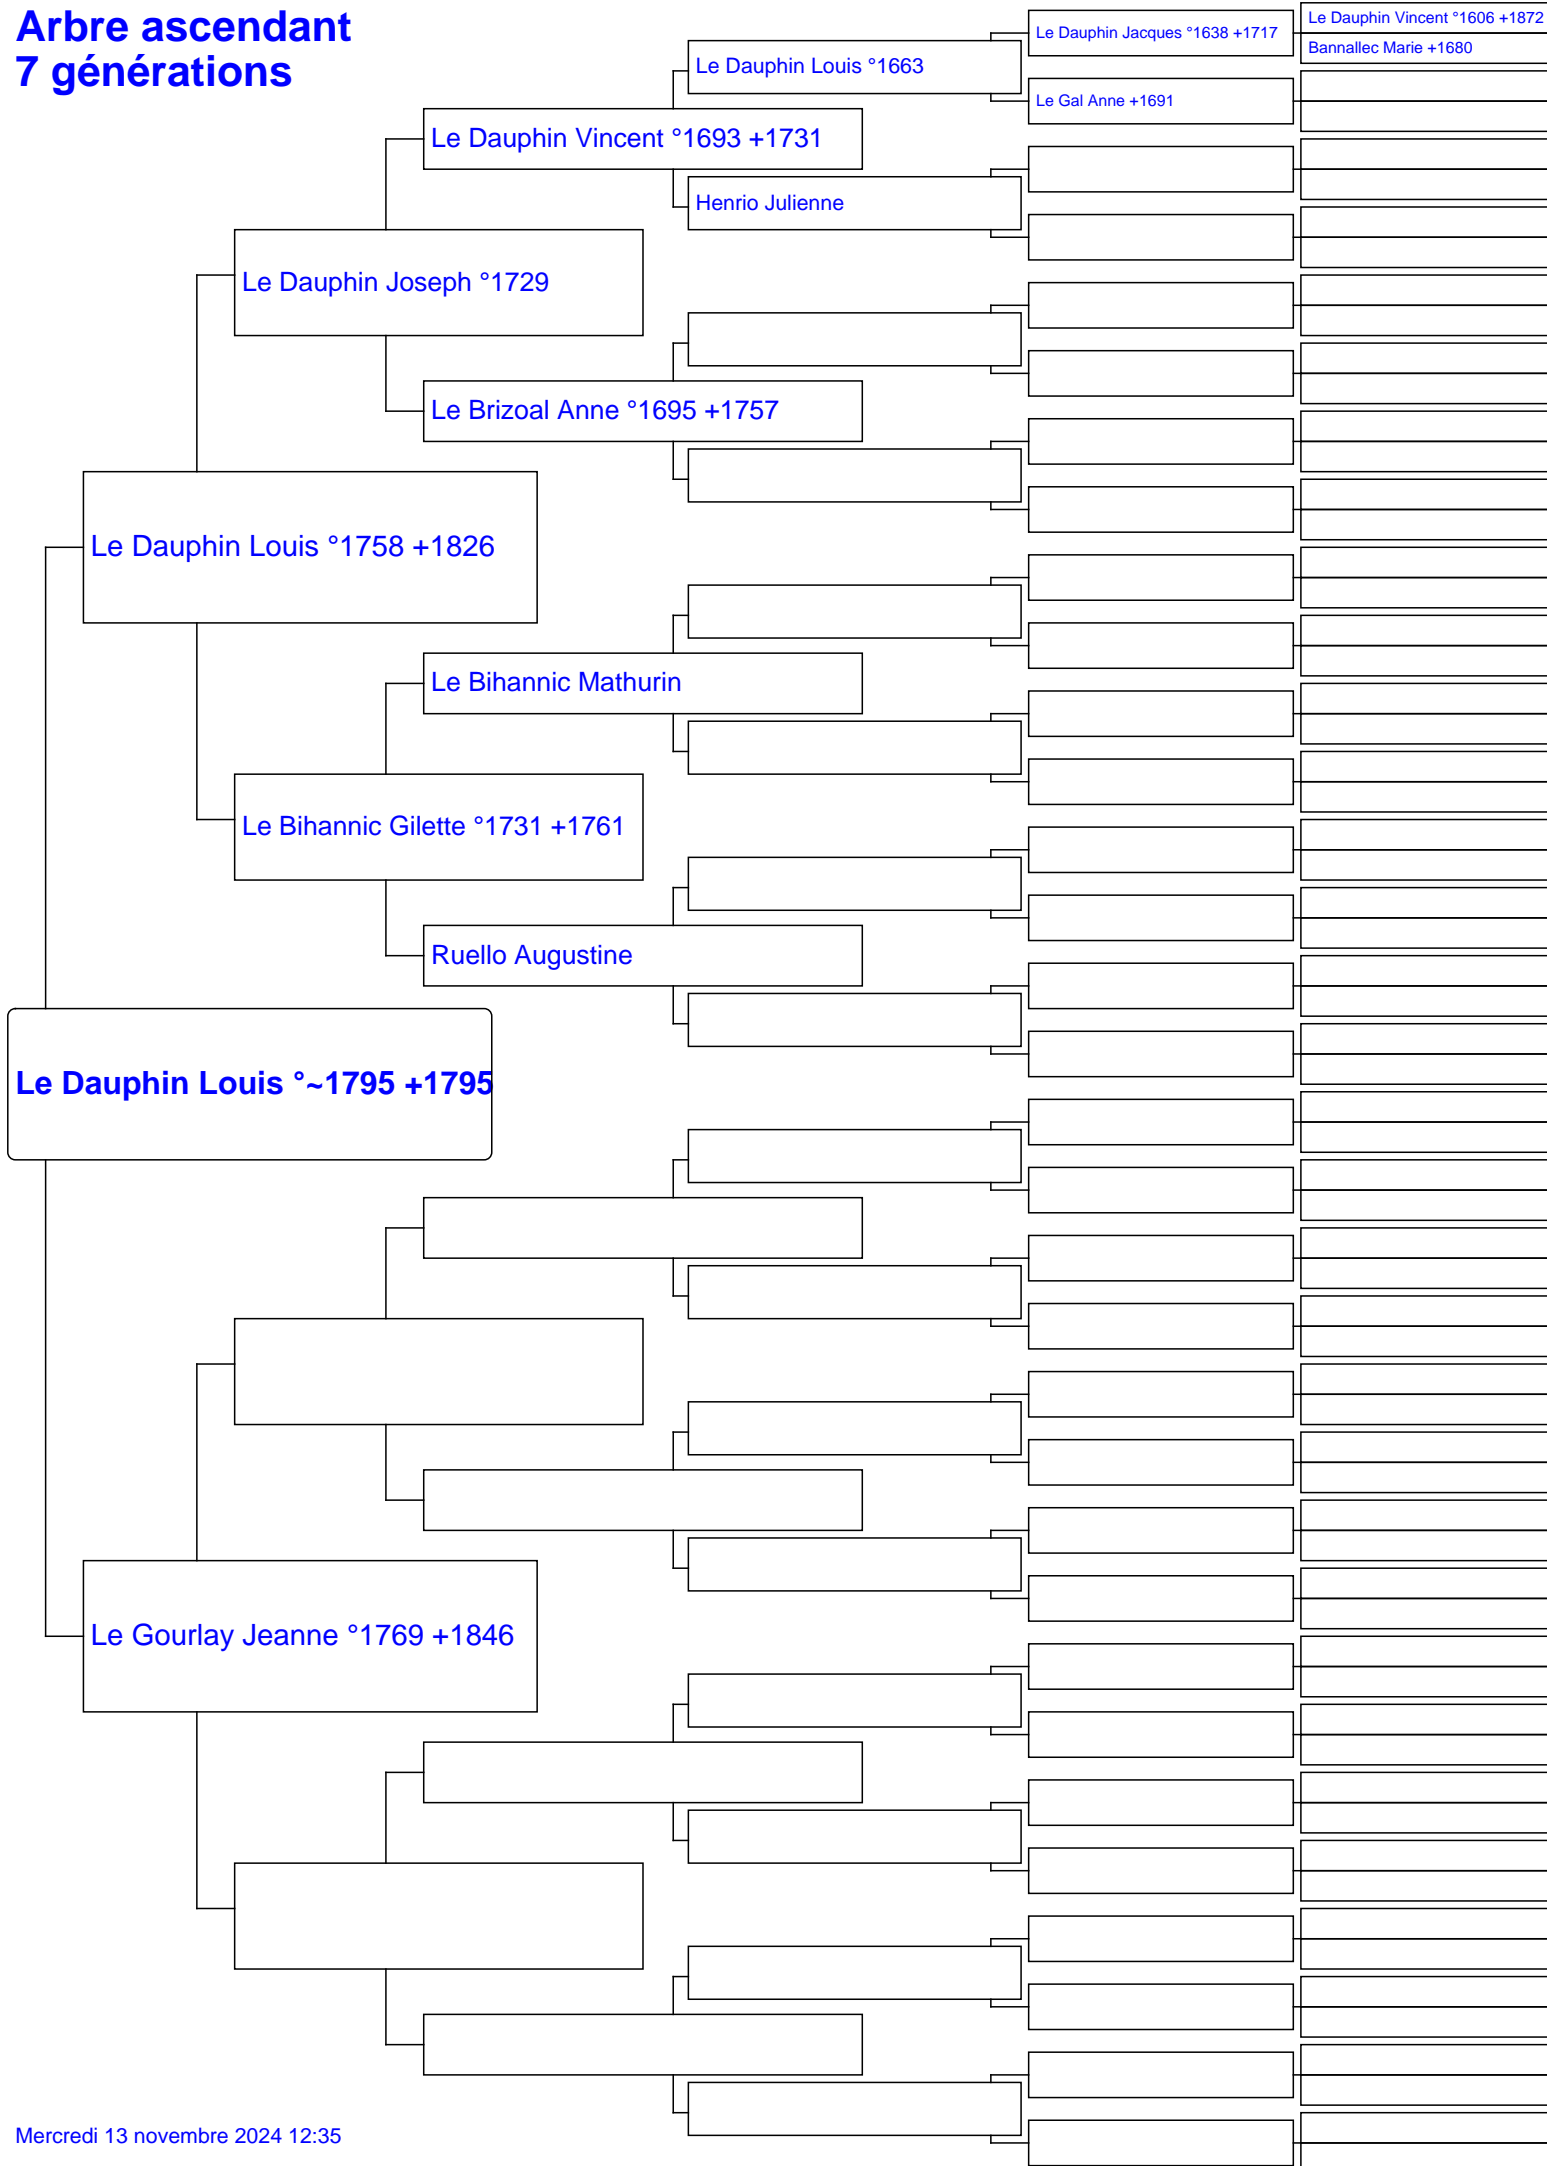 Arbre ascendant
7 générations
Le Dauphin Jacques °1638 +1717
Le Dauphin Vincent °1606 +1872
Bannallec Marie +1680
Le Dauphin Louis °1663
Le Gal Anne +1691
Le Dauphin Vincent °1693 +1731
Henrio Julienne
Le Dauphin Joseph °1729
Le Brizoal Anne °1695 +1757
Le Dauphin Louis °1758 +1826
Le Bihannic Mathurin
Le Bihannic Gilette °1731 +1761
Ruello Augustine
Le Dauphin Louis °~1795 +1795
Le Gourlay Jeanne °1769 +1846
Mercredi 13 novembre 2024 12:35